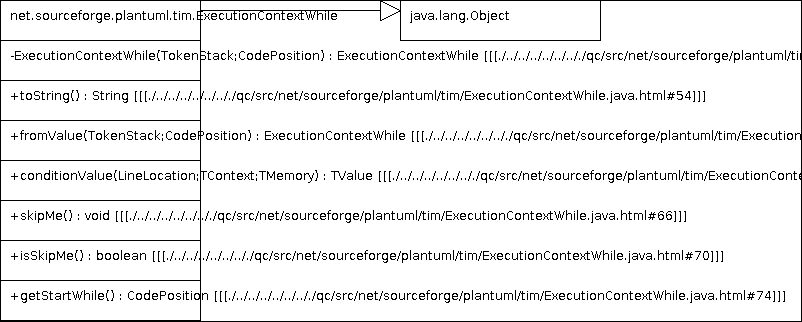 net.sourceforge.plantuml.tim.ExecutionContextWhile
java.lang.Object
-ExecutionContextWhile(TokenStack;CodePosition) : ExecutionContextWhile [[[./../../../../../../../qc/src/net/sourceforge/plantuml/tim
+toString() : String [[[./../../../../../../../qc/src/net/sourceforge/plantuml/tim/ExecutionContextWhile.java.html#54]]]
+fromValue(TokenStack;CodePosition) : ExecutionContextWhile [[[./../../../../../../../qc/src/net/sourceforge/plantuml/tim/Execution
+conditionValue(LineLocation;TContext;TMemory) : TValue [[[./../../../../../../../qc/src/net/sourceforge/plantuml/tim/ExecutionConte
+skipMe() : void [[[./../../../../../../../qc/src/net/sourceforge/plantuml/tim/ExecutionContextWhile.java.html#66]]]
+isSkipMe() : boolean [[[./../../../../../../../qc/src/net/sourceforge/plantuml/tim/ExecutionContextWhile.java.html#70]]]
+getStartWhile() : CodePosition [[[./../../../../../../../qc/src/net/sourceforge/plantuml/tim/ExecutionContextWhile.java.html#74]]]